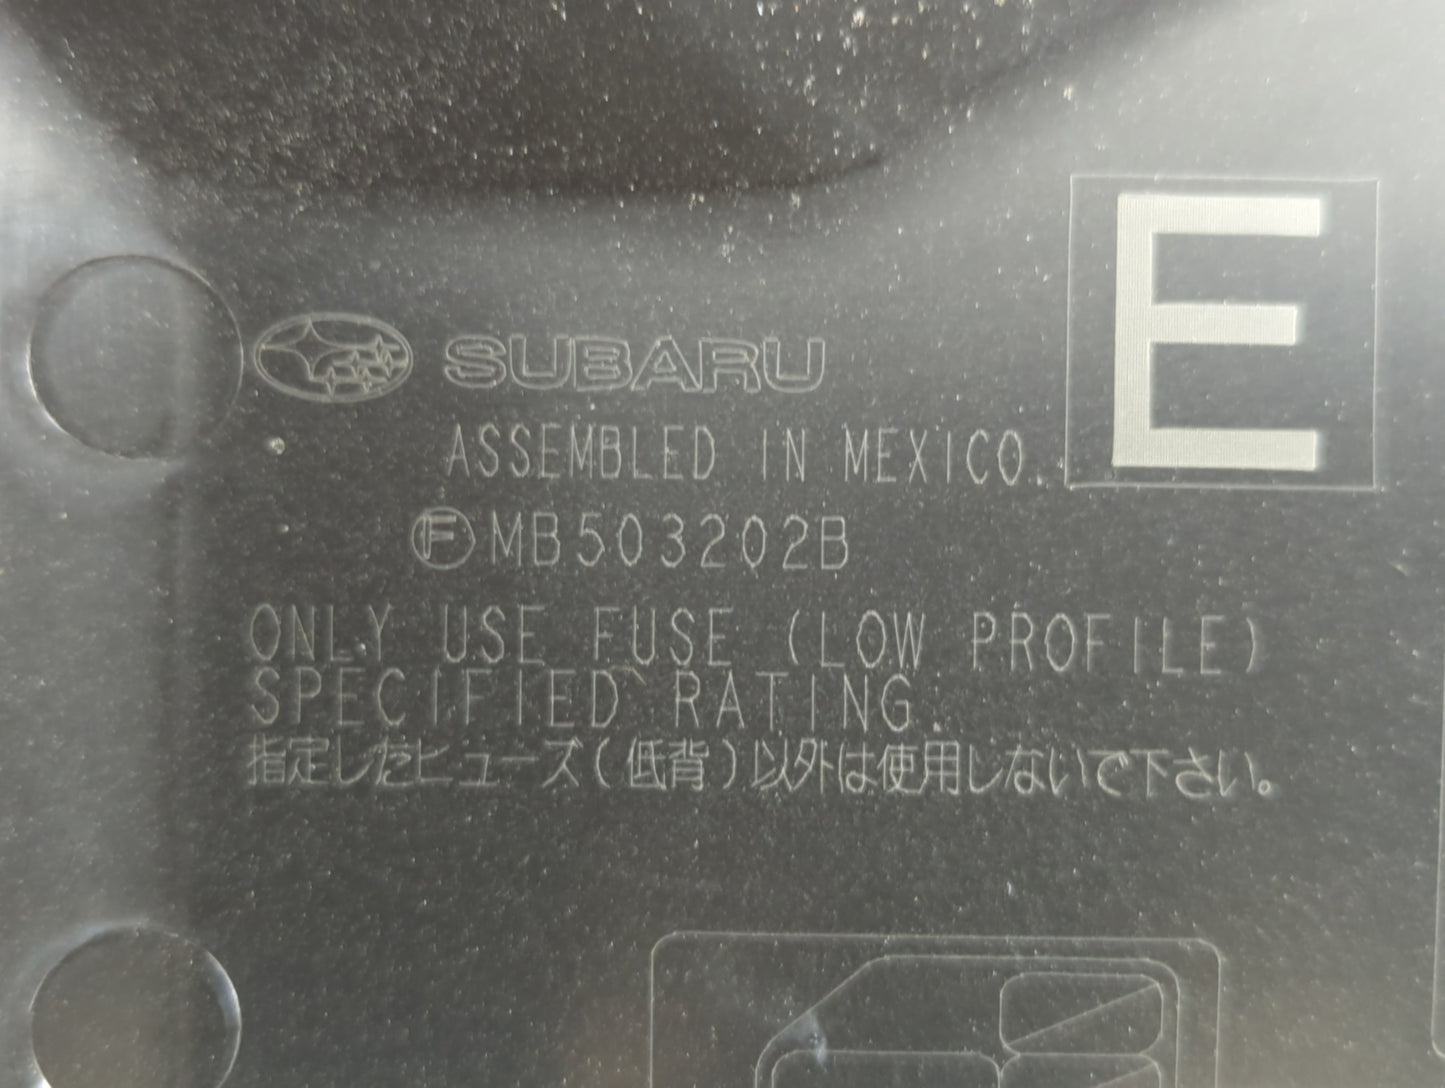 SUBARU
E
ASSEMBLED IN MEXICO.
Ⓕ MB503202B
ONLY USE FUSE (LOW PROFILE)
SPECIFIED RATING.
指定したヒューズ(低背)以外は使用しないで下さい。